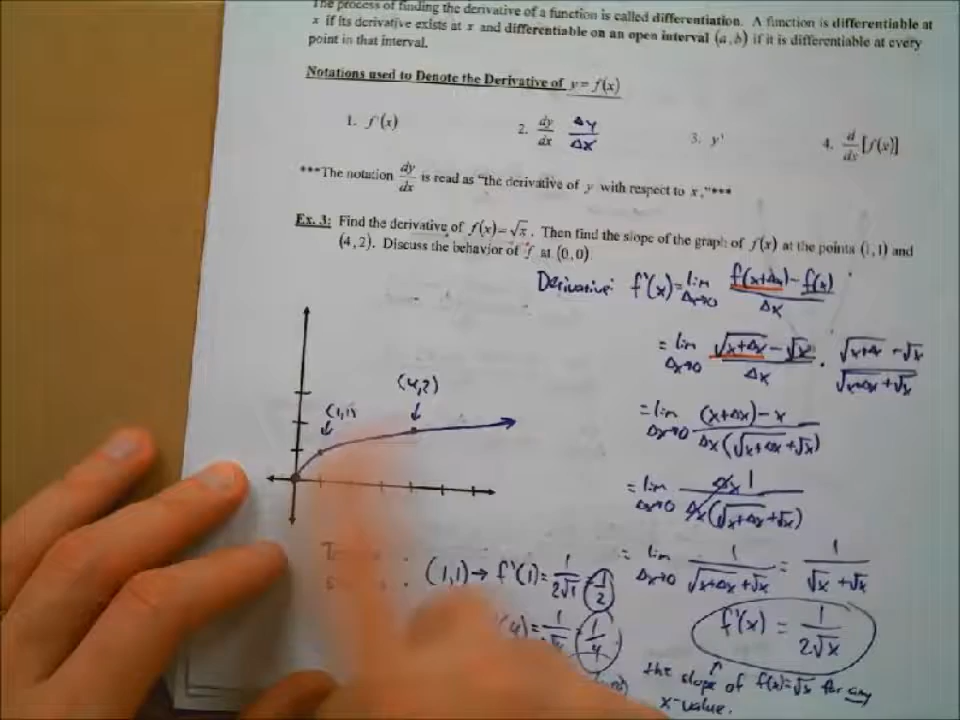 The process of finding the derivative of a function is called differentiation. A function is differentiable at
x if its derivative exists at x and differentiable on an open interval (a,b) if it is differentiable at every
point in that interval.
Notations used to Denote the Derivative of y = f(x)
1. f'(x) 2. dy/dx Δy/Δx 3. y' 4. d/dx [f(x)]
***The notation dy/dx is read as "the derivative of y with respect to x."***
Ex. 3: Find the derivative of f(x)=√x. Then find the slope of the graph of f(x) at the points (1,1) and
(4,2). Discuss the behavior of f at (0,0)
Derivative: f'(x)= lim Δx→0 (f(x+Δx)-f(x))/Δx
= lim Δx→0 (√x+Δx - √x)/Δx · (√x+Δx - √x)/(√x+Δx + √x)
(1,1)
(4,2)
= lim Δx→0 ((x+Δx)-x)/(Δx(√x+Δx + √x))
= lim Δx→0 Δx 1/(Δx(√x+Δx + √x))
= lim Δx→0 1/(√x+Δx + √x) = 1/(√x+√x)
: (1,1)→ f'(1)= 1/(2√1) = 1/2
'(4)= 1/4
f'(x) = 1/(2√x)
the slope of f(x)=√x for any
x-value.